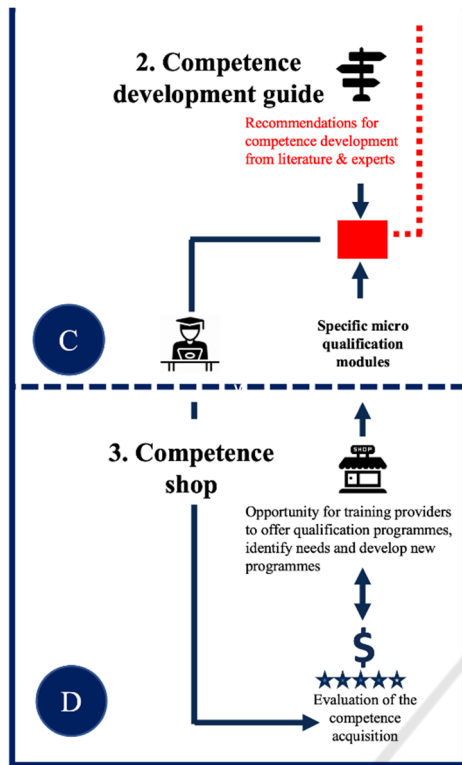 2. Competence
development guide
Recommendations for
competence development
from literature & experts
C
Specific micro
qualification
modules
3. Competence
shop
SHOP
Opportunity for training providers
to offer qualification programmes,
identify needs and develop new
programmes
$
D
Evaluation of the
competence
acquisition